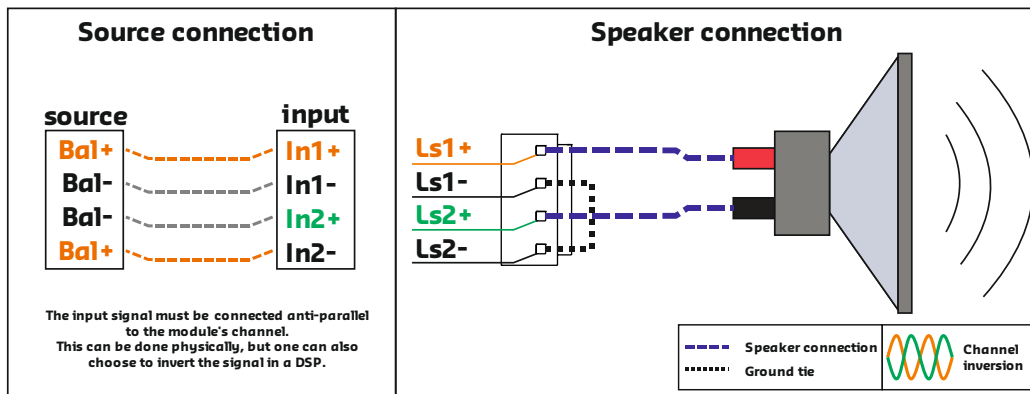 Source connection
source
input
Bal+
In1+
Bal-
In1-
Bal-
In2+
Bal+
In2-
The input signal must be connected anti-parallel
to the module's channel.
This can be done physically, but one can also
choose to invert the signal in a DSP.
Speaker connection
Ls1+
Ls1-
Ls2+
Ls2-
Speaker connection
Ground tie
Channel
inversion